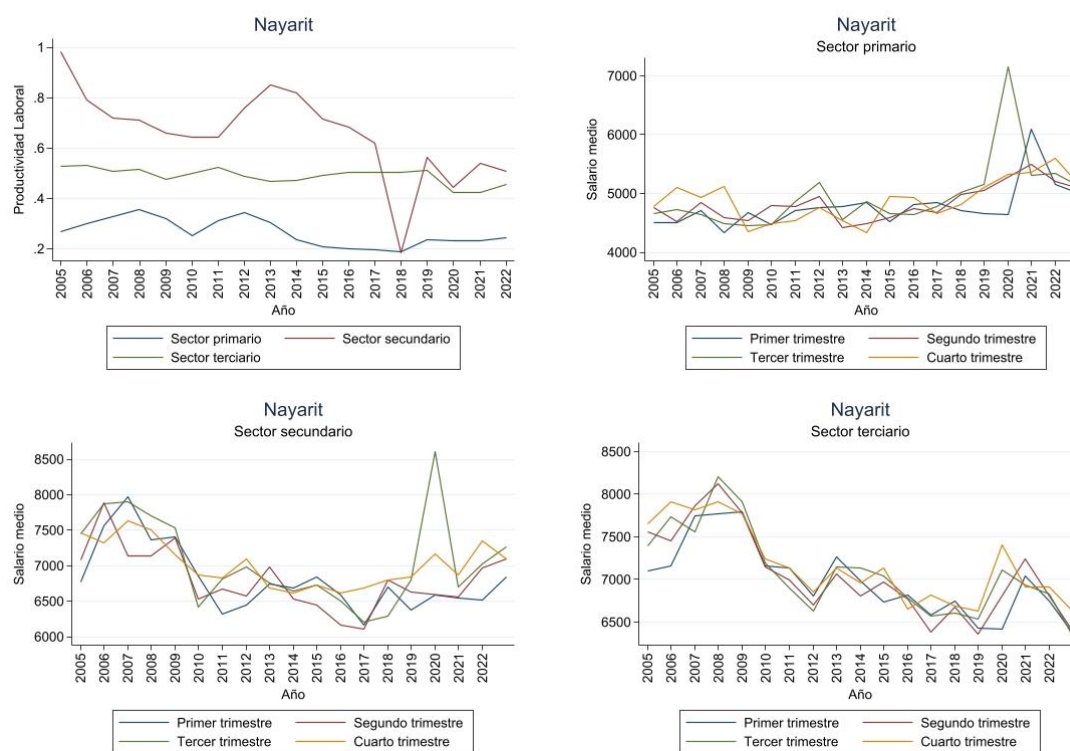 Nayarit
Productividad Laboral
1
.8
.6
.4
.2
2005 2006 2007 2008 2009 2010 2011 2012 2013 2014 2015 2016 2017 2018 2019 2020 2021 2022
Año
Sector primario Sector secundario
Sector terciario
Nayarit
Sector primario
Salario medio
7000
6000
5000
4000
2005 2006 2007 2008 2009 2010 2011 2012 2013 2014 2015 2016 2017 2018 2019 2020 2021 2022
Año
Primer trimestre Segundo trimestre
Tercer trimestre Cuarto trimestre
Nayarit
Sector secundario
Salario medio
8500
8000
7500
7000
6500
6000
2005 2006 2007 2008 2009 2010 2011 2012 2013 2014 2015 2016 2017 2018 2019 2020 2021 2022
Año
Primer trimestre Segundo trimestre
Tercer trimestre Cuarto trimestre
Nayarit
Sector terciario
Salario medio
8500
8000
7500
7000
6500
2005 2006 2007 2008 2009 2010 2011 2012 2013 2014 2015 2016 2017 2018 2019 2020 2021 2022
Año
Primer trimestre Segundo trimestre
Tercer trimestre Cuarto trimestre